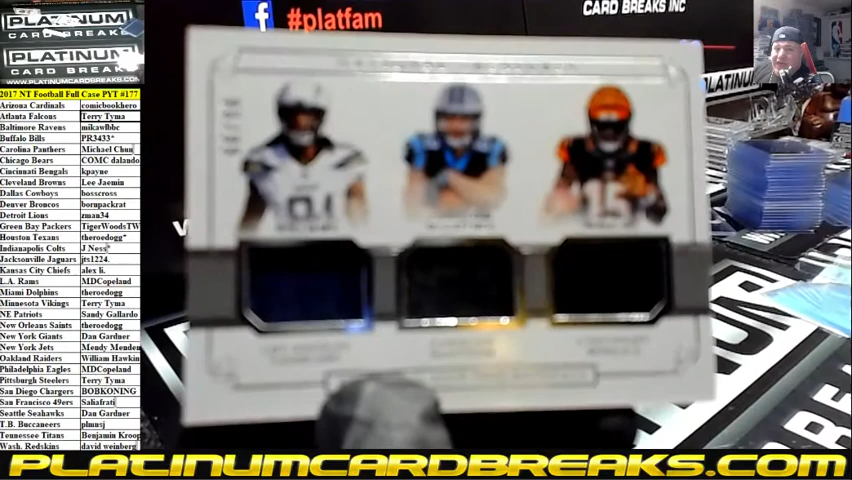 PLATINUM
CARD BREAKS
PLATINUM
CARD BREAKS
WWW.PLATINUMCARDBREAKS.COM
#platfam
CARD BREAKS INC
PLATINUM
2017 NT Football Full Case PYT #177
Arizona Cardinals comicbookhero
Atlanta Falcons Terry Tyma
Baltimore Ravens mikawlbbc
Buffalo Bills PR3433*
Carolina Panthers Michael Chun
Chicago Bears COMC dalando
Cincinnati Bengals kpayne
Cleveland Browns Lee Jaemin
Dallas Cowboys bosscross
Denver Broncos bornpackrat
Detroit Lions zman34
Green Bay Packers TigerWoodsTW
Houston Texans theroedogg*
Indianapolis Colts J Ness*
Jacksonville Jaguars jts1224.
Kansas City Chiefs alex li.
L.A. Rams MDCopeland
Miami Dolphins theroedogg
Minnesota Vikings Terry Tyma
NE Patriots Sandy Gallardo
New Orleans Saints theroedogg
New York Giants Dan Gardner
New York Jets Mendy Menden
Oakland Raiders William Hawkin
Philadelphia Eagles MDCopeland
Pittsburgh Steelers Terry Tyma
San Diego Chargers BOBKONING
San Francisco 49ers Saliafrati
Seattle Seahawks Dan Gardner
T.B. Buccaneers plmnsj
Tennessee Titans Benjamin Kroop
Wash. Redskins david weinberg
15
PLATINUMCARDBREAKS.COM